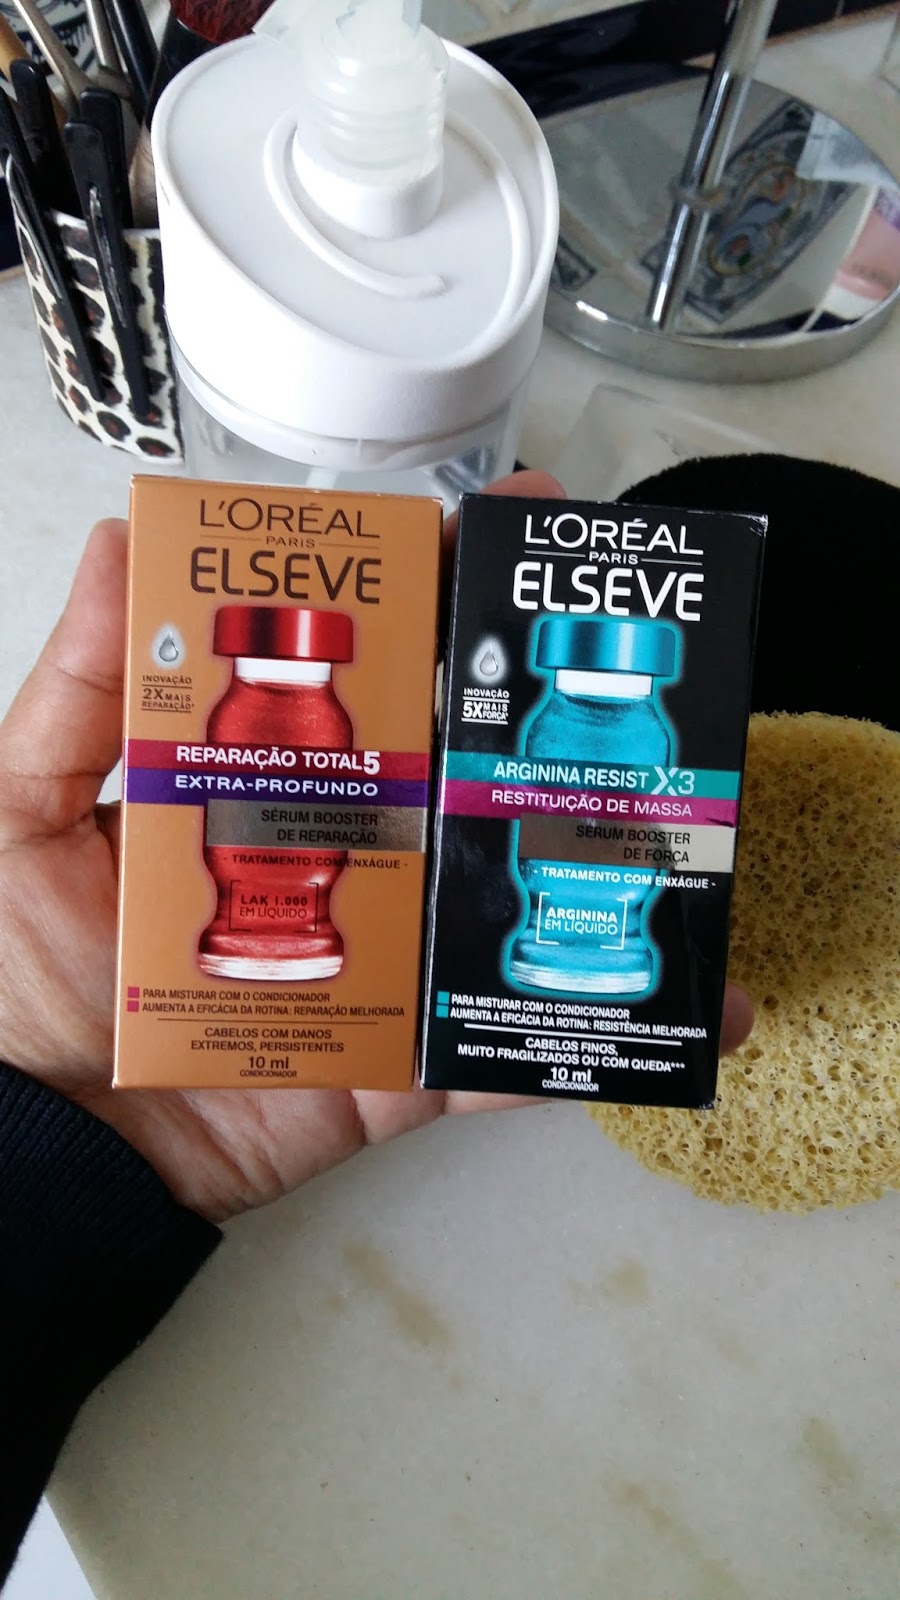 L'ORÉAL
PARIS
ELSEVE
INOVAÇÃO
2X MAIS
REPARAÇÃO*
REPARAÇÃO TOTAL 5
EXTRA-PROFUNDO
SÉRUM BOOSTER
DE REPARAÇÃO
- TRATAMENTO COM ENXÁGUE -
LAK 1.000
EM LÍQUIDO
PARA MISTURAR COM O CONDICIONADOR
AUMENTA A EFICÁCIA DA ROTINA: REPARAÇÃO MELHORADA
CABELOS COM DANOS
EXTREMOS, PERSISTENTES
10 ml
CONDICIONADOR
L'ORÉAL
PARIS
ELSEVE
INOVAÇÃO
5X MAIS
FORÇA*
ARGININA RESIST X3
RESTITUIÇÃO DE MASSA
SÉRUM BOOSTER
DE FORÇA
- TRATAMENTO COM ENXÁGUE -
ARGININA
EM LÍQUIDO
PARA MISTURAR COM O CONDICIONADOR
AUMENTA A EFICÁCIA DA ROTINA: RESISTÊNCIA MELHORADA
CABELOS FINOS,
MUITO FRAGILIZADOS OU COM QUEDA***
10 ml
CONDICIONADOR